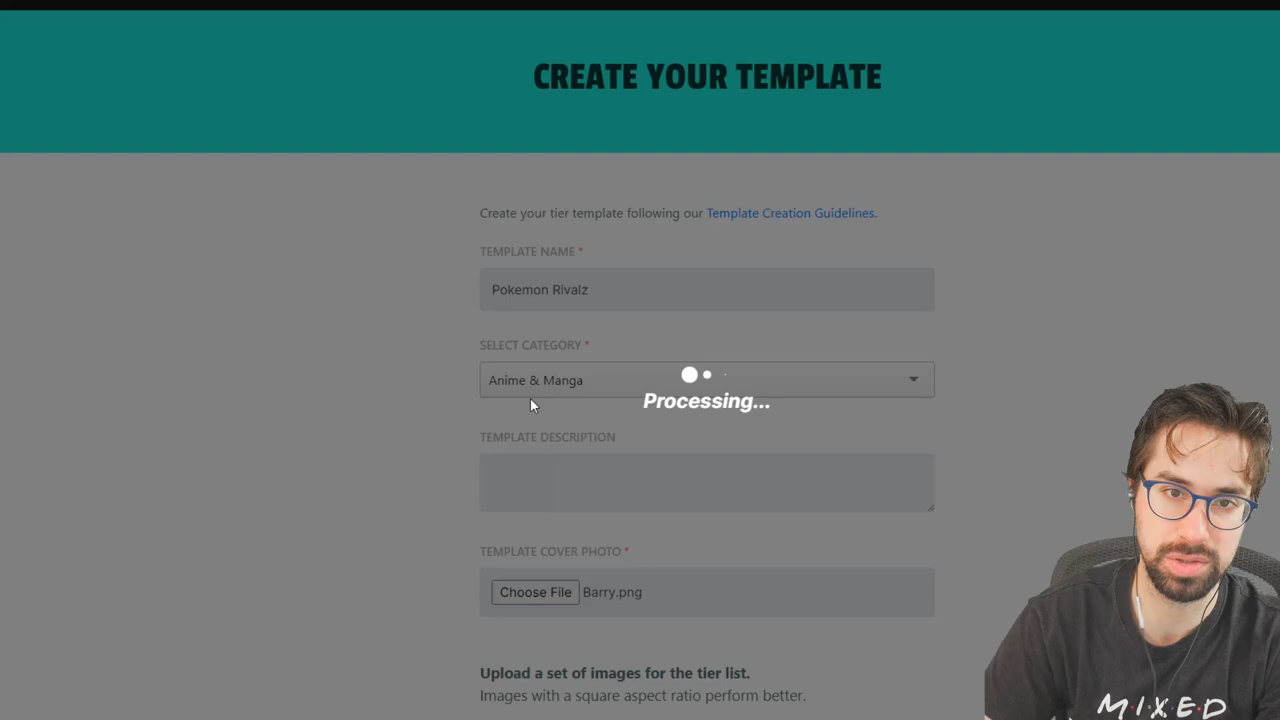 CREATE YOUR TEMPLATE
Create your tier template following our Template Creation Guidelines.
TEMPLATE NAME *
Pokemon Rivalz
SELECT CATEGORY *
Anime & Manga
Processing...
TEMPLATE DESCRIPTION
TEMPLATE COVER PHOTO *
Choose File Barry.png
Upload a set of images for the tier list.
Images with a square aspect ratio perform better.
M·I·X·E·D